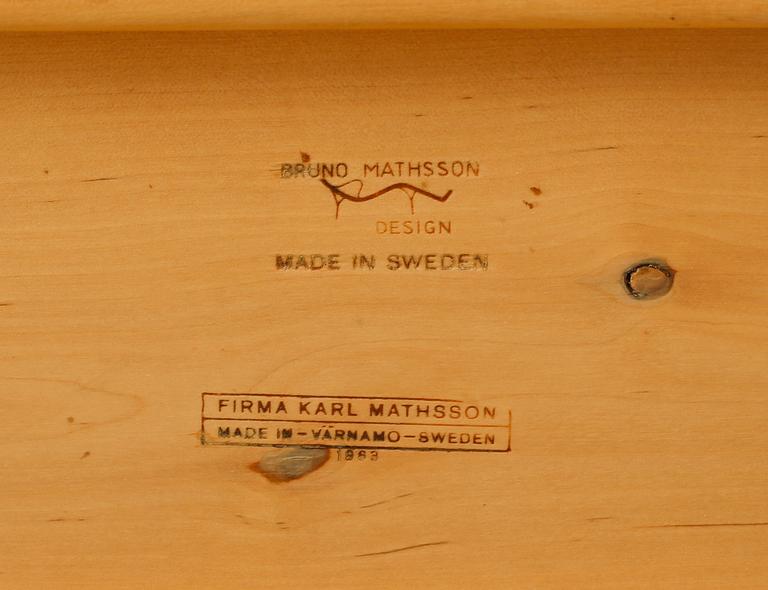 BRUNO MATHSSON
DESIGN
MADE IN SWEDEN
FIRMA KARL MATHSSON
MADE IN-VÄRNAMO-SWEDEN
1963